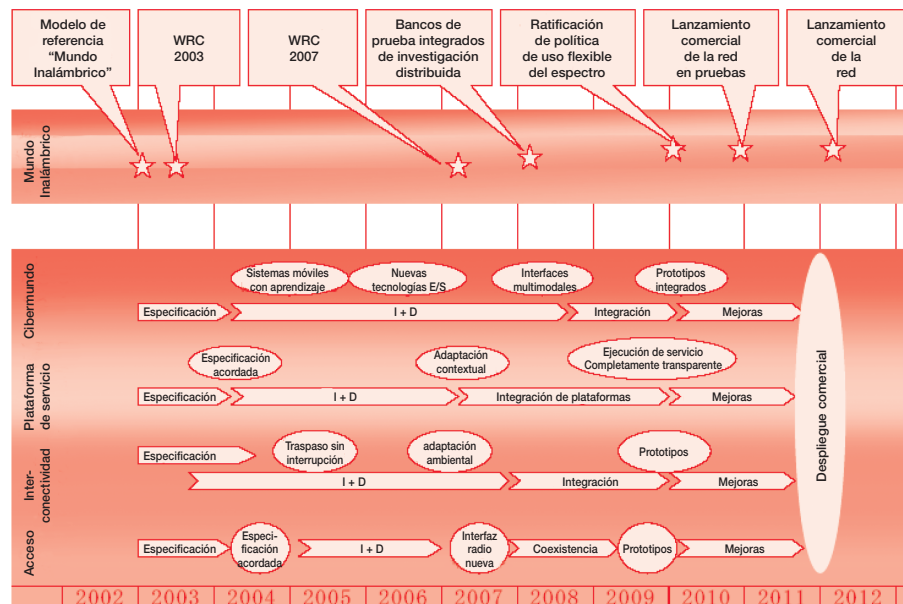 Modelo de
referencia
“Mundo
Inalámbrico”
WRC
2003
WRC
2007
Bancos de
prueba integrados
de investigación
distribuida
Ratificación
de política
de uso flexible
del espectro
Lanzamiento
comercial
de la red
en pruebas
Lanzamiento
comercial
de la
red
Mundo
Inalámbrico
Cibermundo
Sistemas móviles
con aprendizaje
Nuevas
tecnologías E/S
Interfaces
multimodales
Prototipos
integrados
Especificación
I + D
Integración
Mejoras
Plataforma
de servicio
Especificación
acordada
Adaptación
contextual
Ejecución de servicio
Completamente transparente
Especificación
I + D
Integración de plataformas
Mejoras
Inter-
conectividad
Especificación
Traspaso sin
interrupción
adaptación
ambiental
Prototipos
I + D
Integración
Mejoras
Acceso
Especificación
Especi-
ficación
acordada
I + D
Interfaz
radio
nueva
Coexistencia
Prototipos
Mejoras
Despliegue comercial
2002 2003 2004 2005 2006 2007 2008 2009 2010 2011 2012